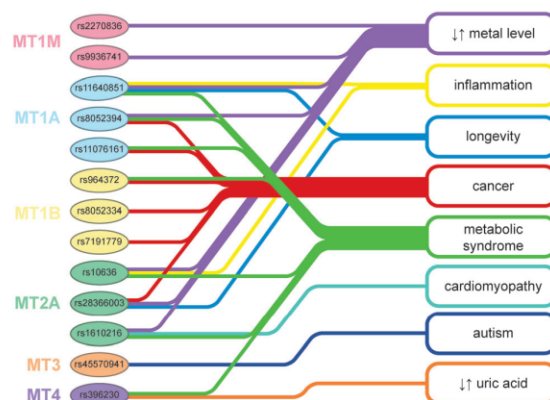 MT1M
rs2270836
rs9936741
MT1A
rs11640851
rs8052394
rs11076161
MT1B
rs964372
rs8052334
rs7191779
MT2A
rs10636
rs28366003
rs1610216
MT3
rs45570941
MT4
rs396230
↓↑ metal level
inflammation
longevity
cancer
metabolic
syndrome
cardiomyopathy
autism
↓↑ uric acid